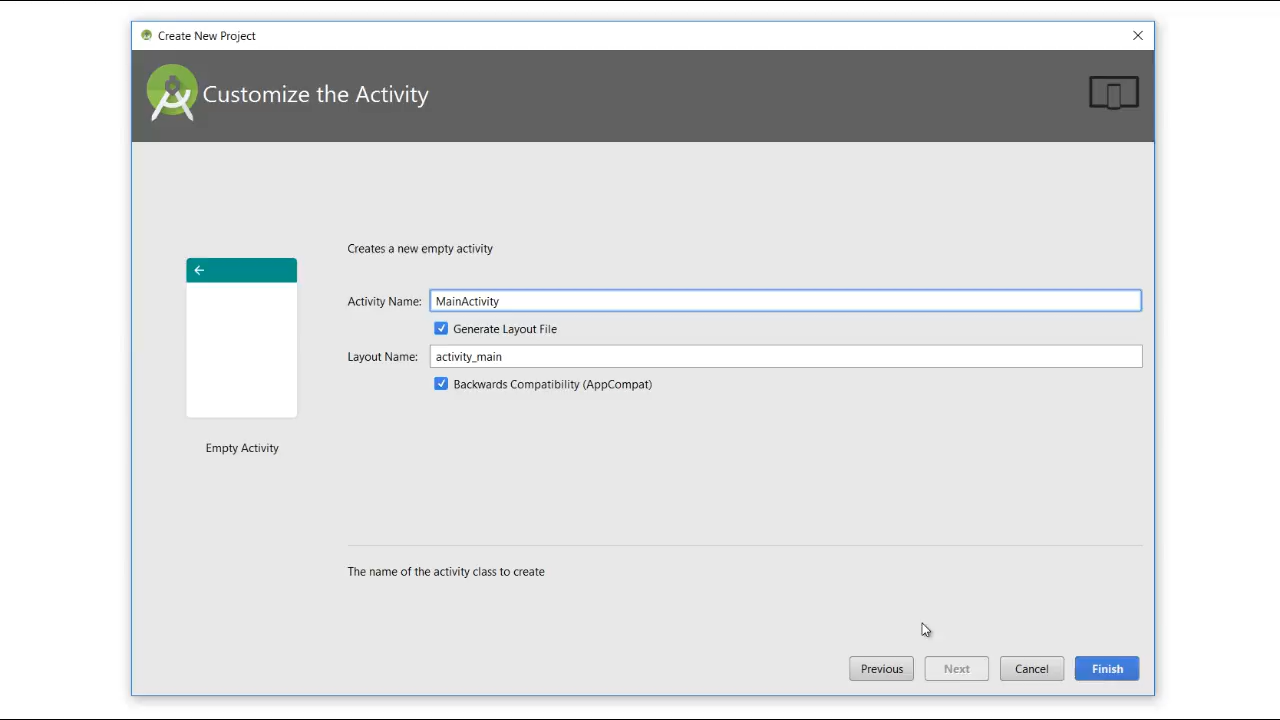 Create New Project
Customize the Activity
Creates a new empty activity
Activity Name: MainActivity
Generate Layout File
Layout Name: activity_main
Backwards Compatibility (AppCompat)
Empty Activity
The name of the activity class to create
Previous Next Cancel Finish